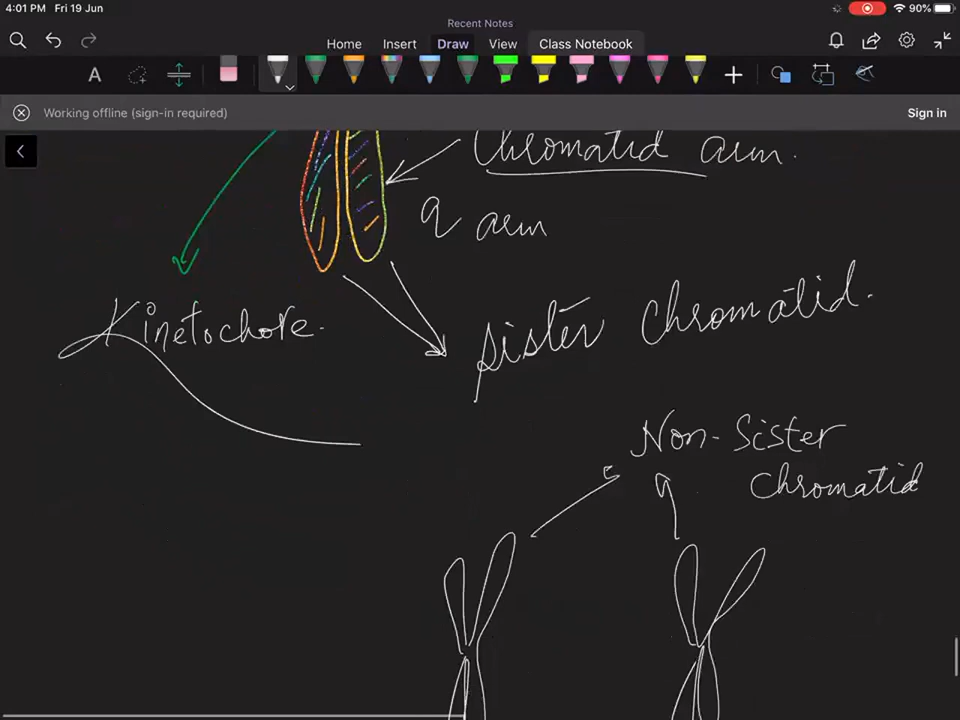 4:01 PM Fri 19 Jun
90%
Recent Notes
Home Insert Draw View Class Notebook
A
Working offline (sign-in required)
Sign in
Chromatid arm.
q arm
Kinetochore.
sister chromatid.
Non-Sister
chromatid